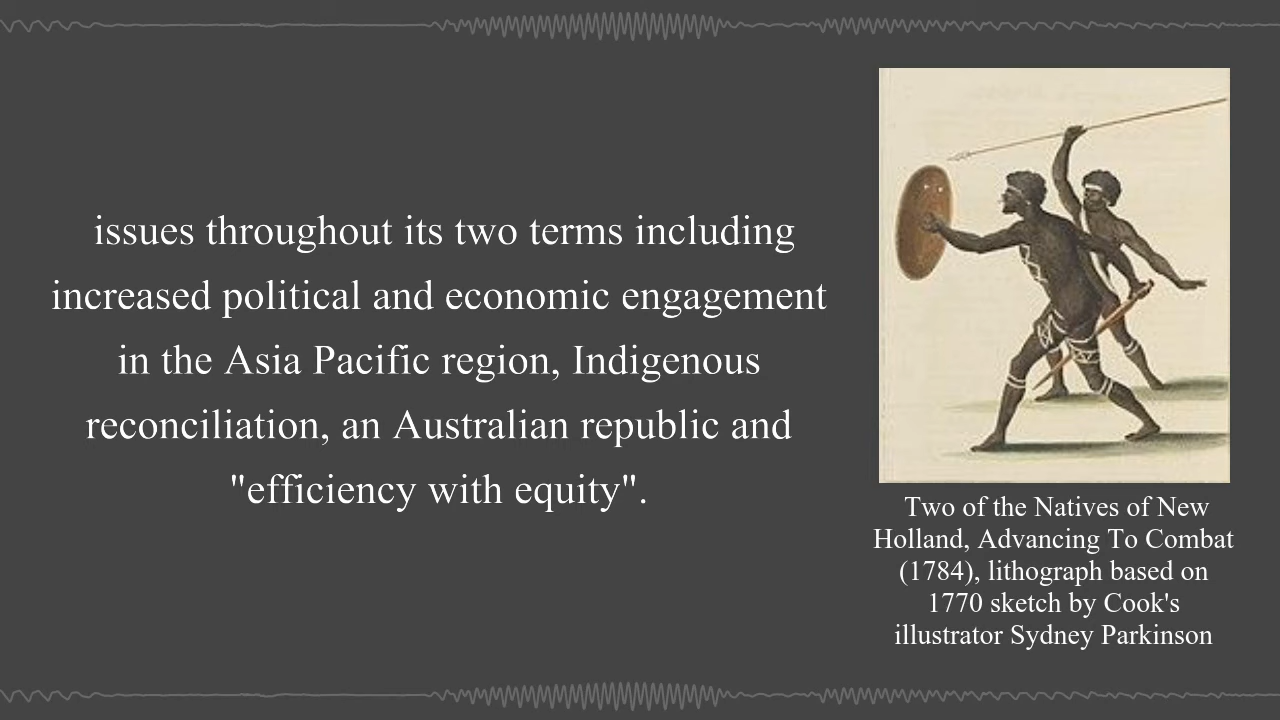 issues throughout its two terms including
increased political and economic engagement
in the Asia Pacific region, Indigenous
reconciliation, an Australian republic and
"efficiency with equity".
Two of the Natives of New
Holland, Advancing To Combat
(1784), lithograph based on
1770 sketch by Cook's
illustrator Sydney Parkinson